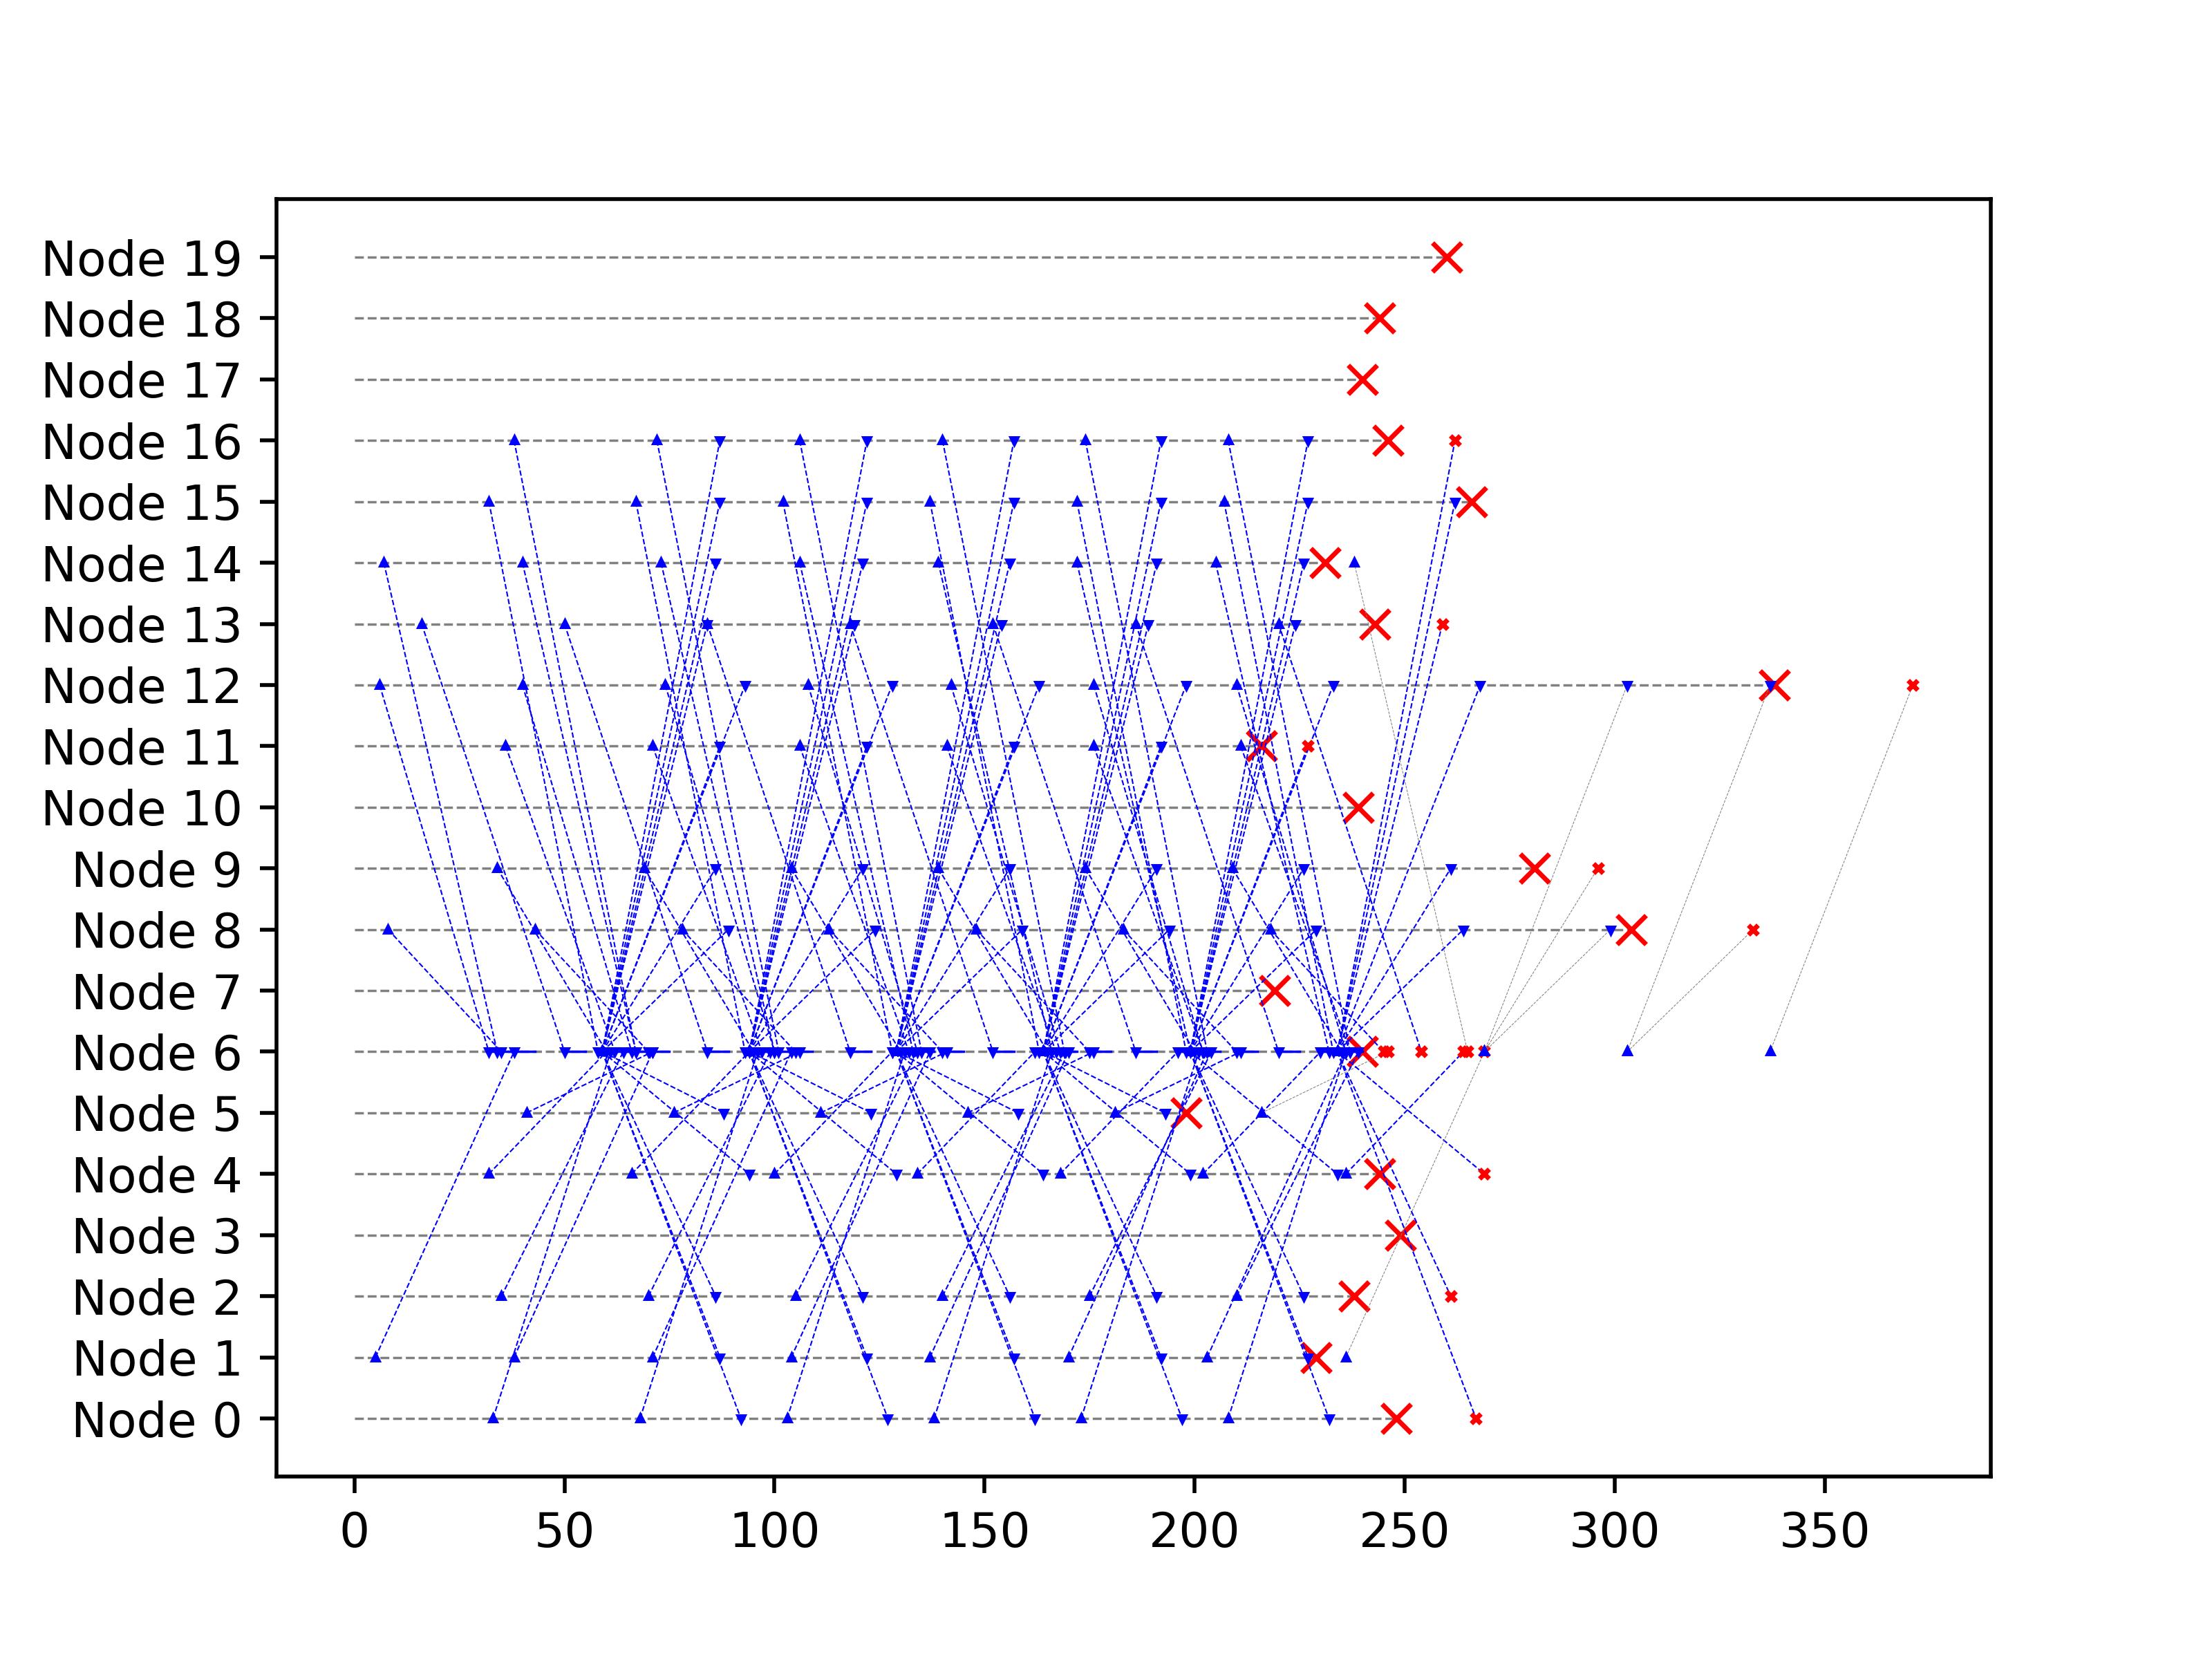 Node 19
Node 18
Node 17
Node 16
Node 15
Node 14
Node 13
Node 12
Node 11
Node 10
Node 9
Node 8
Node 7
Node 6
Node 5
Node 4
Node 3
Node 2
Node 1
Node 0
0 50 100 150 200 250 300 350